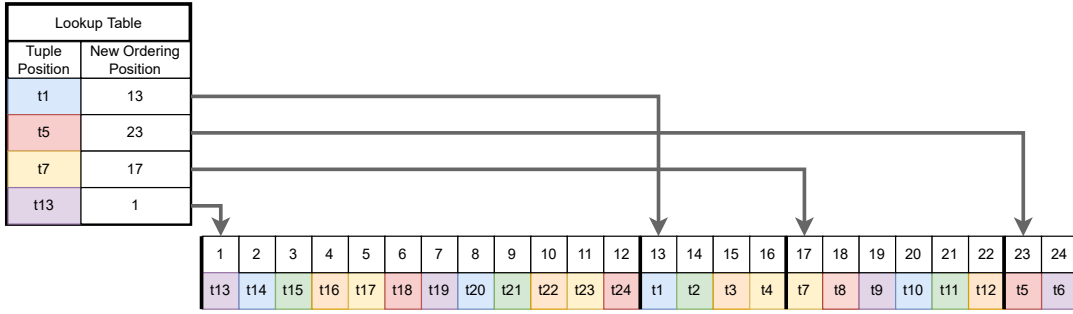 Lookup Table
Tuple Position New Ordering Position
t1 13
t5 23
t7 17
t13 1
1 2 3 4 5 6 7 8 9 10 11 12 13 14 15 16 17 18 19 20 21 22 23 24
t13 t14 t15 t16 t17 t18 t19 t20 t21 t22 t23 t24 t1 t2 t3 t4 t7 t8 t9 t10 t11 t12 t5 t6